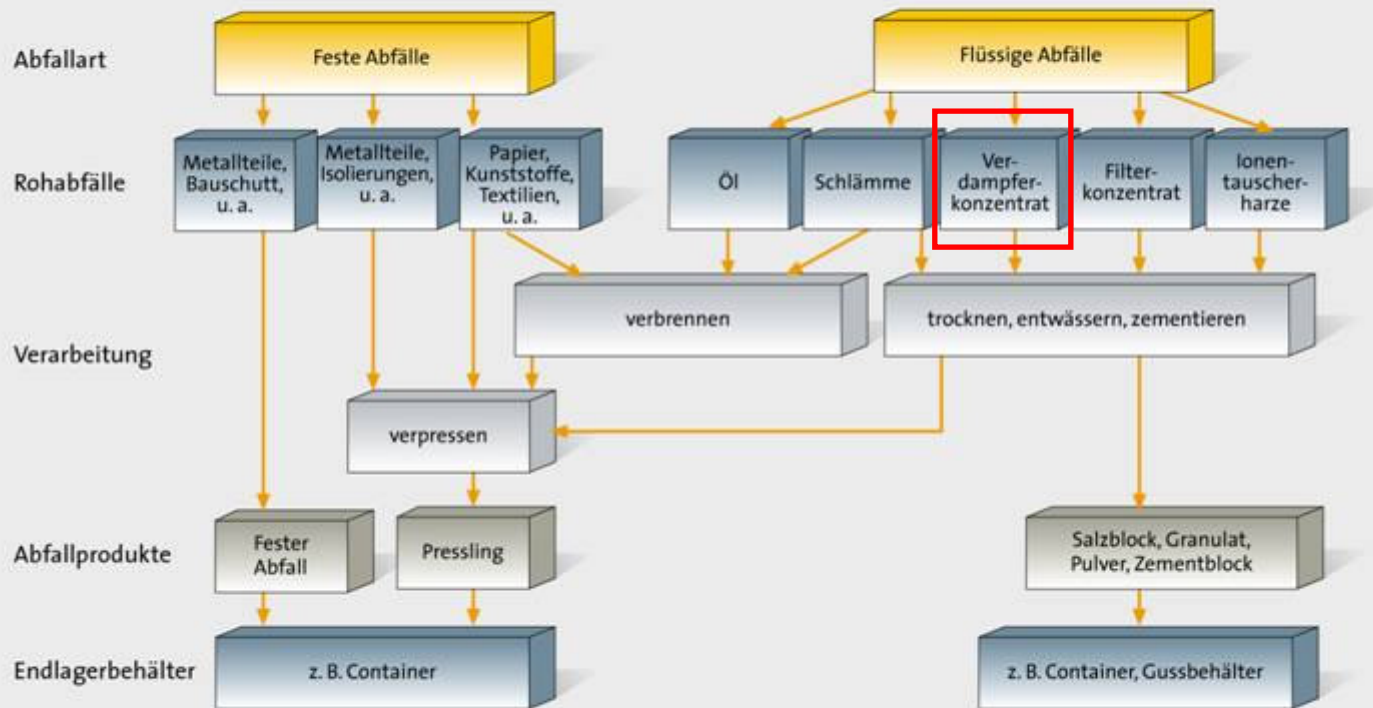 Abfallart
Feste Abfälle
Flüssige Abfälle
Rohabfälle
Metallteile,
Bauschutt,
u. a.
Metallteile,
Isolierungen,
u. a.
Papier,
Kunststoffe,
Textilien,
u. a.
Öl
Schlämme
Ver-
dampfer-
konzentrat
Filter-
konzentrat
Ionen-
tauscher-
harze
Verarbeitung
verbrennen
trocknen, entwässern, zementieren
verpressen
Abfallprodukte
Fester
Abfall
Pressling
Salzblock, Granulat,
Pulver, Zementblock
Endlagerbehälter
z. B. Container
z. B. Container, Gussbehälter